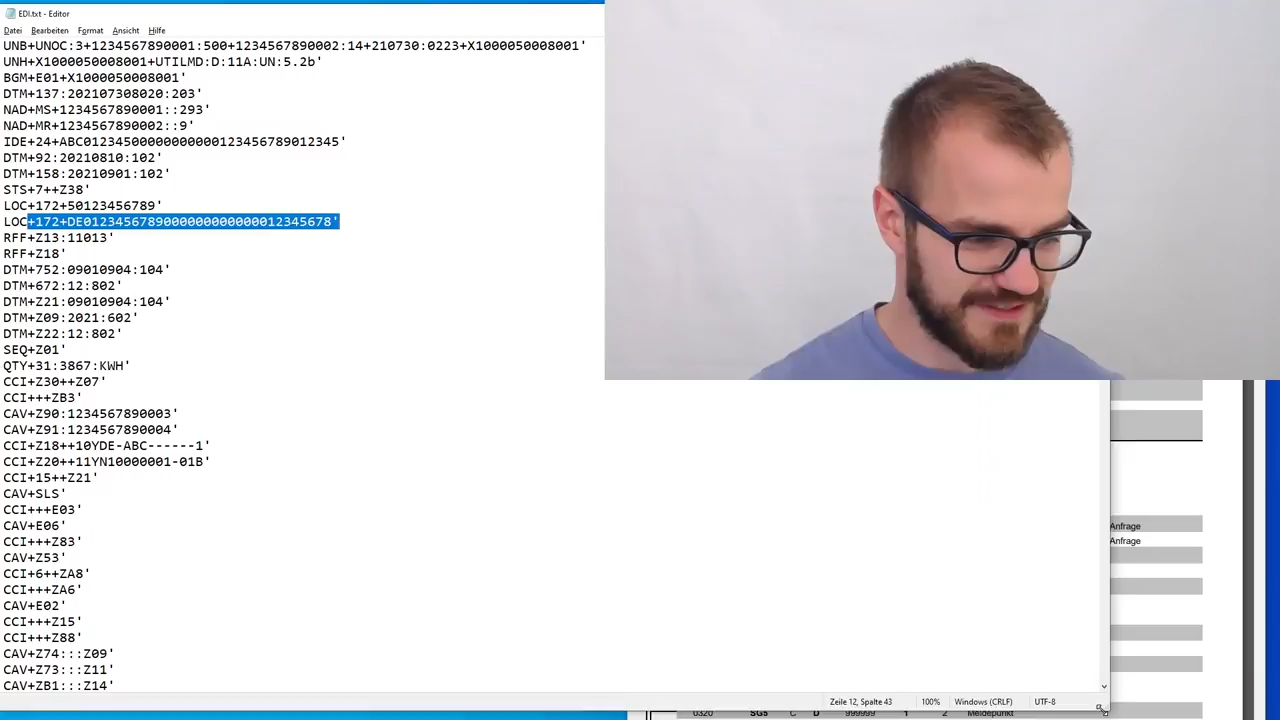 EDI.txt - Editor
Datei Bearbeiten Format Ansicht Hilfe
UNB+UNOC:3+1234567890001:500+1234567890002:14+210730:0223+X1000050008001'
UNH+X1000050008001+UTILMD:D:11A:UN:5.2b'
BGM+E01+X1000050008001'
DTM+137:202107308020:203'
NAD+MS+1234567890001::293'
NAD+MR+1234567890002::9'
IDE+24+ABC0123450000000000123456789012345'
DTM+92:20210810:102'
DTM+158:20210901:102'
STS+7++Z38'
LOC+172+50123456789'
LOC+172+DE0123456789000000000000012345678'
RFF+Z13:11013'
RFF+Z18'
DTM+752:09010904:104'
DTM+672:12:802'
DTM+Z21:09010904:104'
DTM+Z09:2021:602'
DTM+Z22:12:802'
SEQ+Z01'
QTY+31:3867:KWH'
CCI+Z30++Z07'
CCI+++ZB3'
CAV+Z90:1234567890003'
CAV+Z91:1234567890004'
CCI+Z18++10YDE-ABC------1'
CCI+Z20++11YN10000001-01B'
CCI+15++Z21'
CAV+SLS'
CCI+++E03'
CAV+E06'
Anfrage
CCI+++Z83'
Anfrage
CAV+Z53'
CCI+6++ZA8'
CCI+++ZA6'
CAV+E02'
CCI+++Z15'
CCI+++Z88'
CAV+Z74:::Z09'
CAV+Z73:::Z11'
CAV+ZB1:::Z14'
Zeile 12, Spalte 43 100% Windows (CRLF) UTF-8
0320 SG5 C D 999999 1 2 Meldepunkt